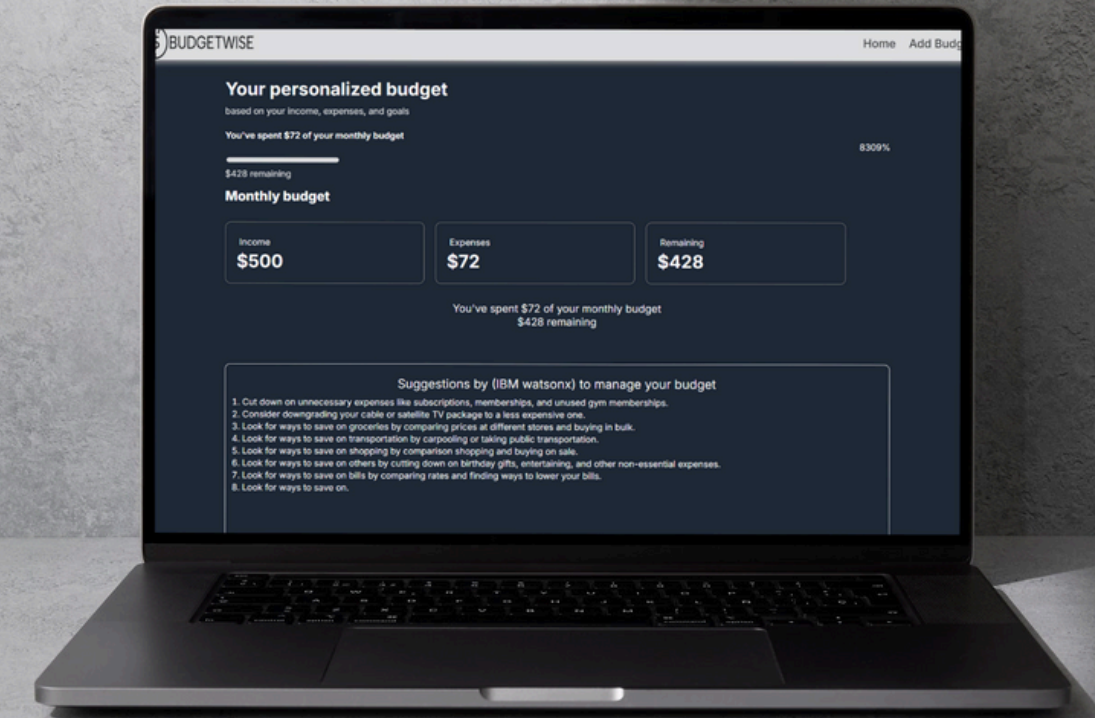 BUDGETWISE
Home Add Budg
Your personalized budget
based on your income, expenses, and goals
You've spent $72 of your monthly budget
8309%
$428 remaining
Monthly budget
Income
$500
Expenses
$72
Remaining
$428
You've spent $72 of your monthly budget
$428 remaining
Suggestions by (IBM watsonx) to manage your budget
1. Cut down on unnecessary expenses like subscriptions, memberships, and unused gym memberships.
2. Consider downgrading your cable or satellite TV package to a less expensive one.
3. Look for ways to save on groceries by comparing prices at different stores and buying in bulk.
4. Look for ways to save on transportation by carpooling or taking public transportation.
5. Look for ways to save on shopping by comparison shopping and buying on sale.
6. Look for ways to save on others by cutting down on birthday gifts, entertaining, and other non-essential expenses.
7. Look for ways to save on bills by comparing rates and finding ways to lower your bills.
8. Look for ways to save on.